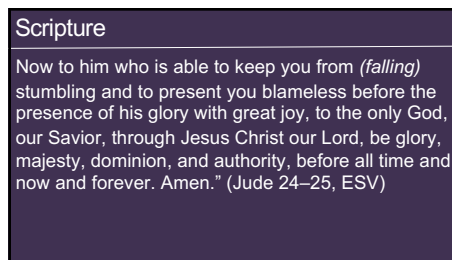 Scripture
Now to him who is able to keep you from (falling)
stumbling and to present you blameless before the
presence of his glory with great joy, to the only God,
our Savior, through Jesus Christ our Lord, be glory,
majesty, dominion, and authority, before all time and
now and forever. Amen.” (Jude 24–25, ESV)